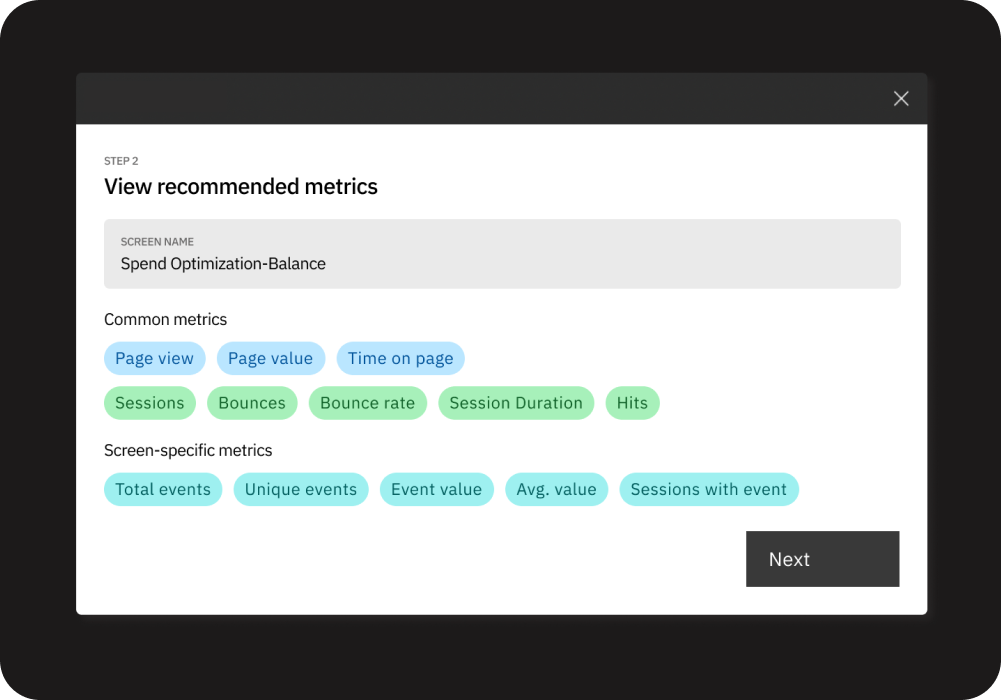 STEP 2
View recommended metrics
SCREEN NAME
Spend Optimization-Balance
Common metrics
Page view Page value Time on page
Sessions Bounces Bounce rate Session Duration Hits
Screen-specific metrics
Total events Unique events Event value Avg. value Sessions with event
Next